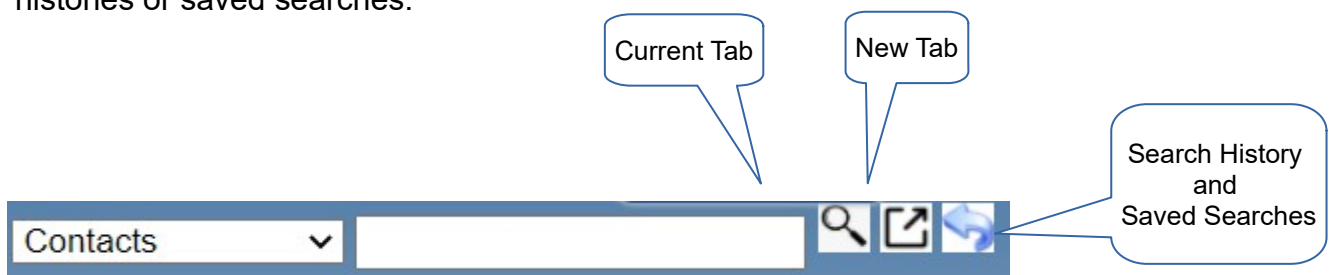 histories or saved searches.
Current Tab
New Tab
Search History
and
Saved Searches
Contacts